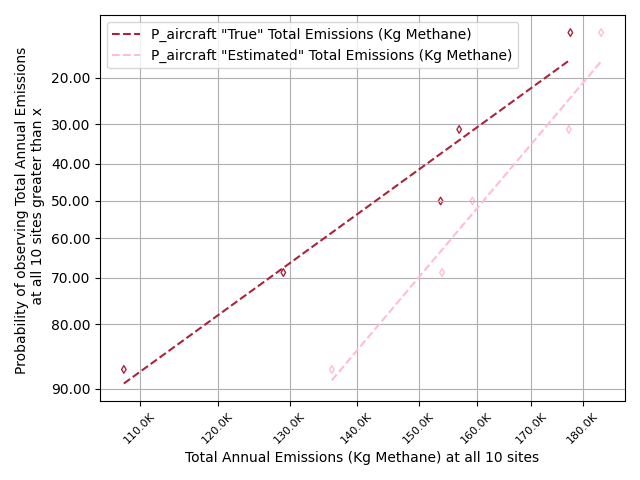 P_aircraft "True" Total Emissions (Kg Methane)
P_aircraft "Estimated" Total Emissions (Kg Methane)
Probability of observing Total Annual Emissions
at all 10 sites greater than x
20.00
30.00
40.00
50.00
60.00
70.00
80.00
90.00
110.0K
120.0K
130.0K
140.0K
150.0K
160.0K
170.0K
180.0K
Total Annual Emissions (Kg Methane) at all 10 sites